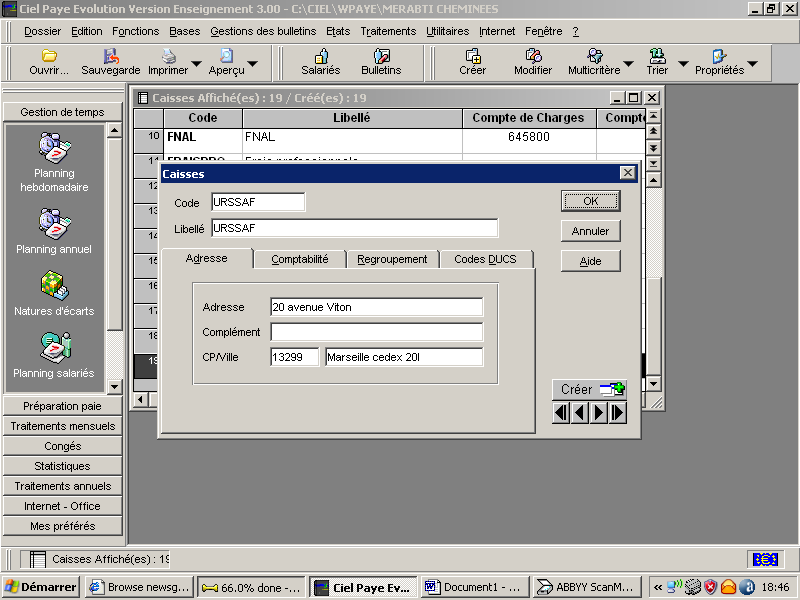 Ciel Paye Evolution Version Enseignement 3.00 - C:\CIEL\WPAYE\MERABTI CHEMINEES
Dossier Edition Fonctions Bases Gestions des bulletins Etats Traitements Utilitaires Internet Fenêtre ?
Ouvrir... Sauvegarde Imprimer Aperçu Salariés Bulletins Créer Modifier Multicritère Trier Propriétés
Gestion de temps
Planning
hebdomadaire
Planning annuel
Natures d'écarts
Planning salariés
Préparation paie
Traitements mensuels
Congés
Statistiques
Traitements annuels
Internet - Office
Mes préférés
Caisses Affiché(es) : 19 / Créé(es) : 19
Code Libellé Compte de Charges Compte
10 FNAL FNAL 645800
11 FRAISPRO Frais professionnels
12
13
14
15
16
17
18
19
Caisses
Code URSSAF
Libellé URSSAF
OK
Annuler
Aide
Adresse Comptabilité Regroupement Codes DUCS
Adresse 20 avenue Viton
Complément
CP/Ville 13299 Marseille cedex 20l
Créer
Caisses Affiché(es) : 19
Démarrer Browse newsg... 66.0% done -... Ciel Paye Ev... Document1 - ... ABBYY ScanM... « 18:46